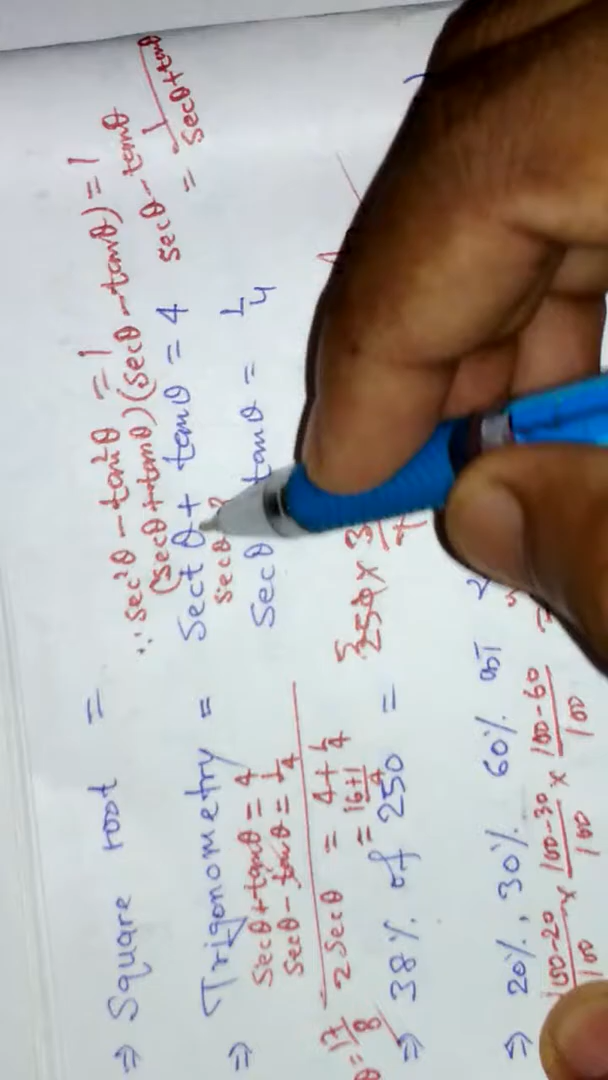 ⇒ Square root =
∵ sec²θ - tan²θ = 1
(secθ + tanθ)(secθ - tanθ) = 1
⇒ Trigonometry = Sect θ + tanθ = 4
secθ - tanθ = 1/(secθ + tanθ)
secθ = ?
Secθ tanθ = 1/4
secθ + tanθ = 4
secθ - tanθ = 1/4
2 secθ = 4 + 1/4
= (16+1)/4
θ = 17/8
⇒ 38% of 250 =
⇒ 20%, 30% 60%
(100-20)/100 × (100-30)/100 × (100-60)/100 =